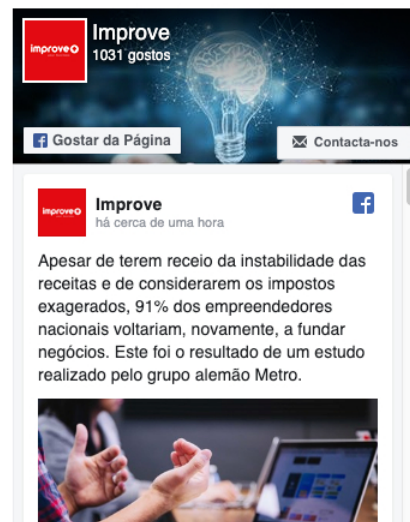 improve
Improve
1031 gostos
Gostar da Página
Contacta-nos
improve
Improve
há cerca de uma hora
Apesar de terem receio da instabilidade das
receitas e de considerarem os impostos
exagerados, 91% dos empreendedores
nacionais voltariam, novamente, a fundar
negócios. Este foi o resultado de um estudo
realizado pelo grupo alemão Metro.